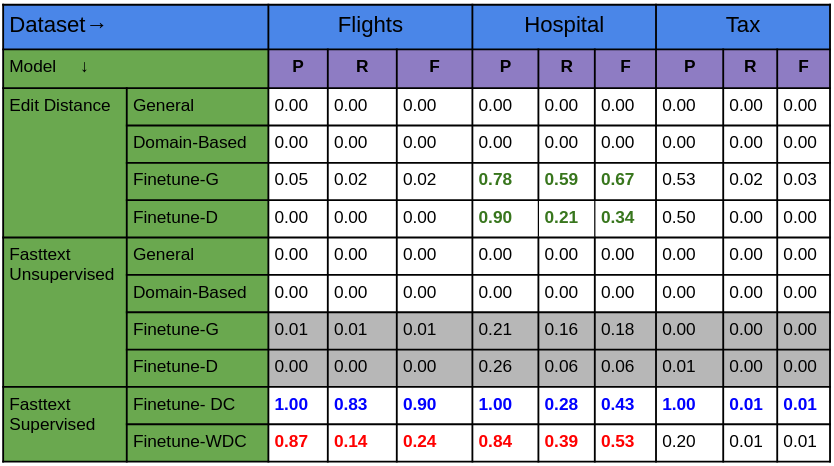 Dataset→ Flights Hospital Tax
Model ↓ P R F P R F P R F
Edit Distance General 0.00 0.00 0.00 0.00 0.00 0.00 0.00 0.00 0.00
Domain-Based 0.00 0.00 0.00 0.00 0.00 0.00 0.00 0.00 0.00
Finetune-G 0.05 0.02 0.02 0.78 0.59 0.67 0.53 0.02 0.03
Finetune-D 0.00 0.00 0.00 0.90 0.21 0.34 0.50 0.00 0.00
Fasttext General 0.00 0.00 0.00 0.00 0.00 0.00 0.00 0.00 0.00
Unsupervised
Domain-Based 0.00 0.00 0.00 0.00 0.00 0.00 0.00 0.00 0.00
Finetune-G 0.01 0.01 0.01 0.21 0.16 0.18 0.00 0.00 0.00
Finetune-D 0.00 0.00 0.00 0.26 0.06 0.06 0.01 0.00 0.00
Fasttext Finetune- DC 1.00 0.83 0.90 1.00 0.28 0.43 1.00 0.01 0.01
Supervised
Finetune-WDC 0.87 0.14 0.24 0.84 0.39 0.53 0.20 0.01 0.01